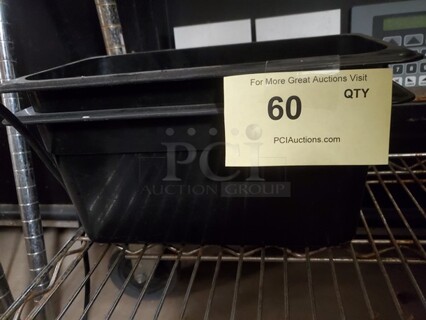 For More Great Auctions Visit
60 QTY
PCIAuctions.com
PCI
AUCTION GROUP